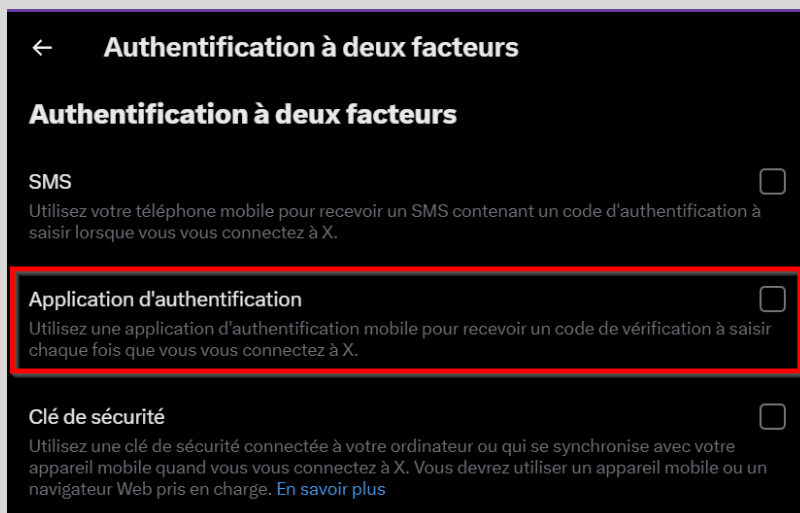 Authentification à deux facteurs
Authentification à deux facteurs
SMS
Utilisez votre téléphone mobile pour recevoir un SMS contenant un code d'authentification à
saisir lorsque vous vous connectez à X.
Application d'authentification
Utilisez une application d'authentification mobile pour recevoir un code de vérification à saisir
chaque fois que vous vous connectez à X.
Clé de sécurité
Utilisez une clé de sécurité connectée à votre ordinateur ou qui se synchronise avec votre
appareil mobile quand vous vous connectez à X. Vous devrez utiliser un appareil mobile ou un
navigateur Web pris en charge. En savoir plus